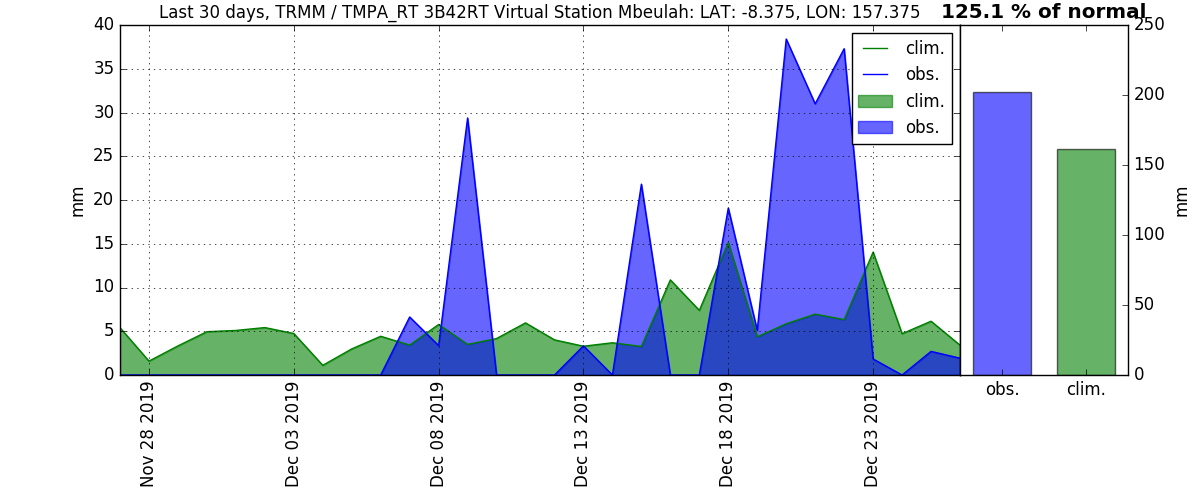 Last 30 days, TRMM / TMPA_RT 3B42RT Virtual Station Mbeulah: LAT: -8.375, LON: 157.375
125.1 % of normal
40
35
30
25
20
15
10
5
0
mm
clim.
obs.
clim.
obs.
Nov 28 2019
Dec 03 2019
Dec 08 2019
Dec 13 2019
Dec 18 2019
Dec 23 2019
250
200
150
100
50
0
mm
obs.
clim.